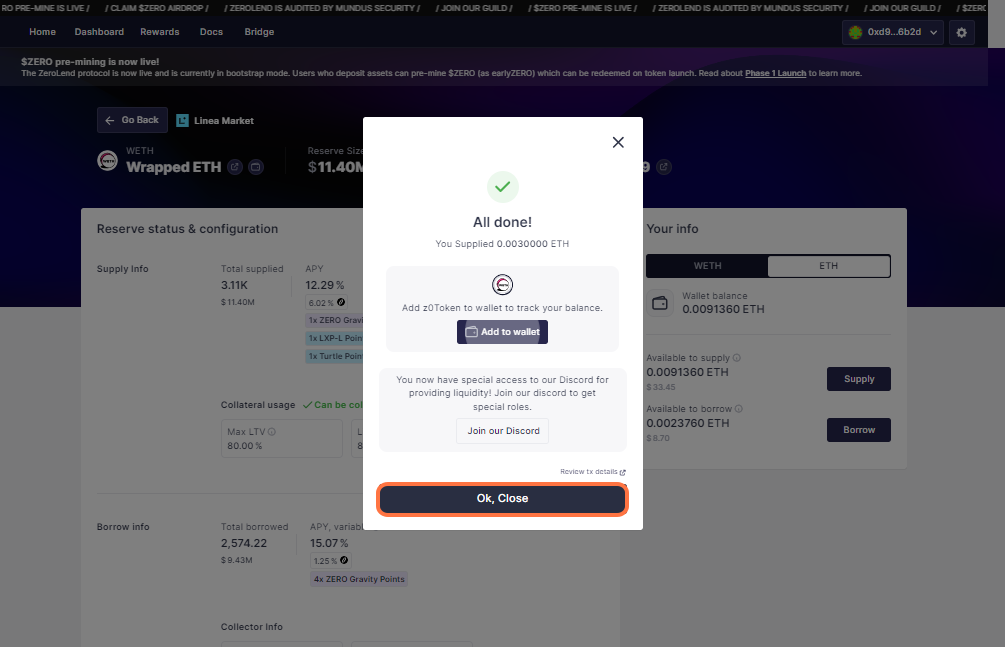 RO PRE-MINE IS LIVE / / CLAIM $ZERO AIRDROP / / ZEROLEND IS AUDITED BY MUNDUS SECURITY / / JOIN OUR GUILD / / $ZERO PRE-MINE IS LIVE / / ZEROLEND IS AUDITED BY MUNDUS SECURITY / / JOIN OUR GUILD / / $ZERC
Home Dashboard Rewards Docs Bridge 0xd9...6b2d
$ZERO pre-mining is now live!
The ZeroLend protocol is now live and is currently in bootstrap mode. Users who deposit assets can pre-mine $ZERO (as earlyZERO) which can be redeemed on token launch. Read about Phase 1 Launch to learn more.
Go Back Linea Market
WETH
Wrapped ETH
Reserve Size
$11.40M
9
Reserve status & configuration
Supply Info
Total supplied
3.11K
$11.40M
APY
12.29 %
6.02 %
1x ZERO Gravi
1x LXP-L Poin
1x Turtle Poin
Collateral usage Can be col
Max LTV
80.00 %
L
8
Borrow info
Total borrowed
2,574.22
$9.43M
APY, variab
15.07 %
1.25 %
4x ZERO Gravity Points
Collector Info
All done!
You Supplied 0.0030000 ETH
WETH
Add z0Token to wallet to track your balance.
Add to wallet
You now have special access to our Discord for
providing liquidity! Join our discord to get
special roles.
Join our Discord
Review tx details
Ok, Close
Your info
WETH ETH
Wallet balance
0.0091360 ETH
Available to supply
0.0091360 ETH
$33.45
Supply
Available to borrow
0.0023760 ETH
$8.70
Borrow